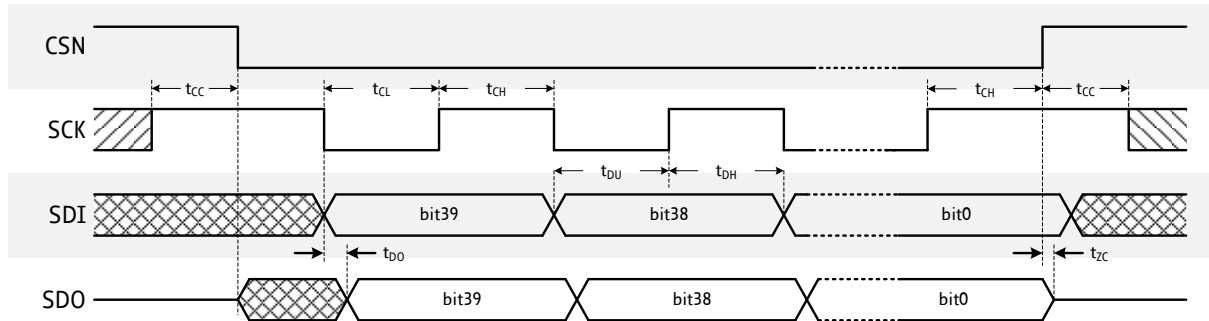 CSN
tCC tCL tCH tCH tCC
SCK
tDU tDH
SDI bit39 bit38 bit0
tDO tZC
SDO bit39 bit38 bit0